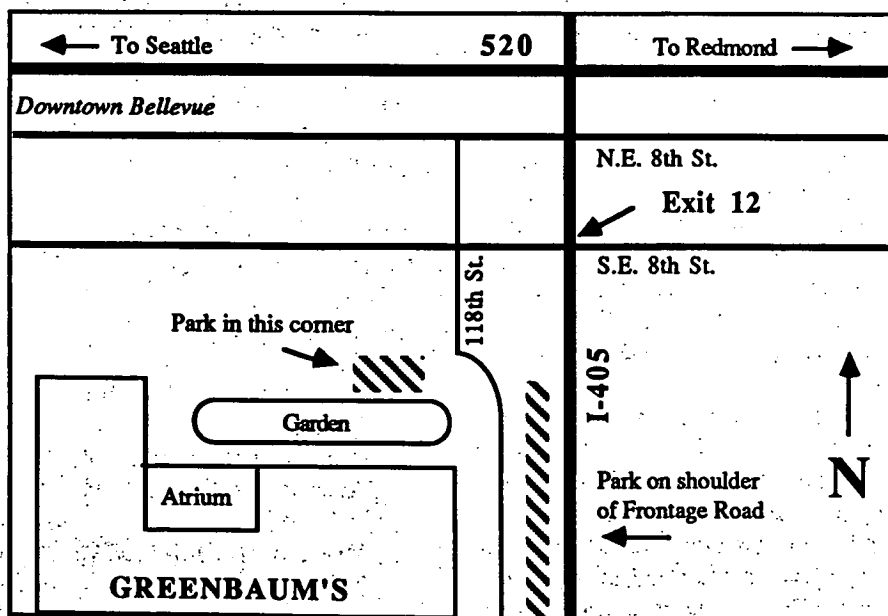 To Seattle
520
To Redmond
Downtown Bellevue
N.E. 8th St.
Exit 12
S.E. 8th St.
118th St.
Park in this corner
I-405
Garden
N
Park on shoulder
of Frontage Road
Atrium
GREENBAUM'S